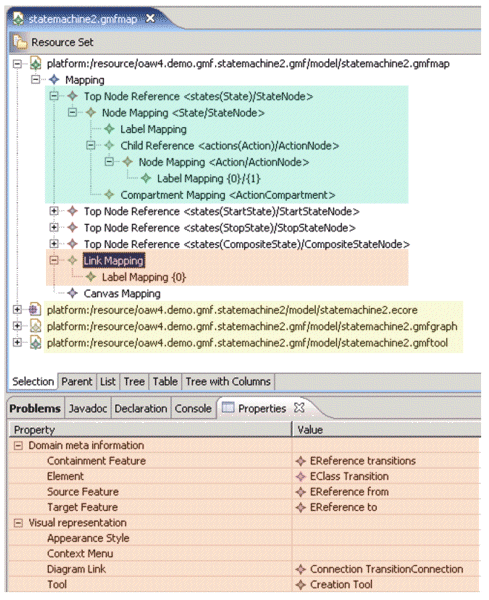 statemachine2.gmfmap
Resource Set
platform:/resource/oaw4.demo.gmf.statemachine2.gmf/model/statemachine2.gmfmap
Mapping
Top Node Reference <states(State)/StateNode>
Node Mapping <State/StateNode>
Label Mapping
Child Reference <actions(Action)/ActionNode>
Node Mapping <Action/ActionNode>
Label Mapping {0}/{1}
Compartment Mapping <ActionCompartment>
Top Node Reference <states(StartState)/StartStateNode>
Top Node Reference <states(StopState)/StopStateNode>
Top Node Reference <states(CompositeState)/CompositeStateNode>
Link Mapping
Label Mapping {0}
Canvas Mapping
platform:/resource/oaw4.demo.gmf.statemachine2/model/statemachine2.ecore
platform:/resource/oaw4.demo.gmf.statemachine2.gmf/model/statemachine2.gmfgraph
platform:/resource/oaw4.demo.gmf.statemachine2.gmf/model/statemachine2.gmftool
Selection Parent List Tree Table Tree with Columns
Problems Javadoc Declaration Console Properties
Property Value
Domain meta information
Containment Feature EReference transitions
Element EClass Transition
Source Feature EReference from
Target Feature EReference to
Visual representation
Appearance Style
Context Menu
Diagram Link Connection TransitionConnection
Tool Creation Tool